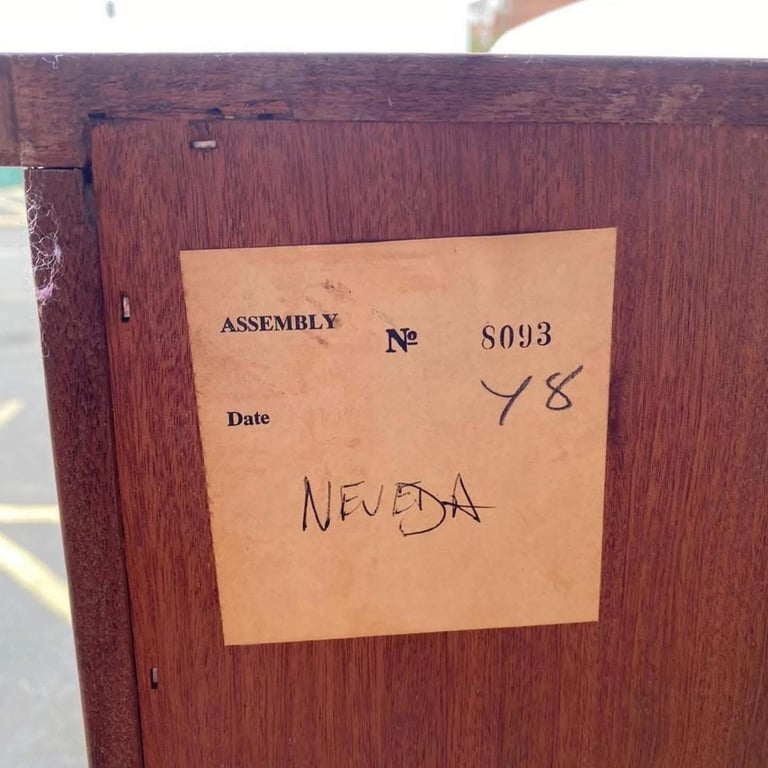 ASSEMBLY Nº 8093
Y8
Date
NEVEDA